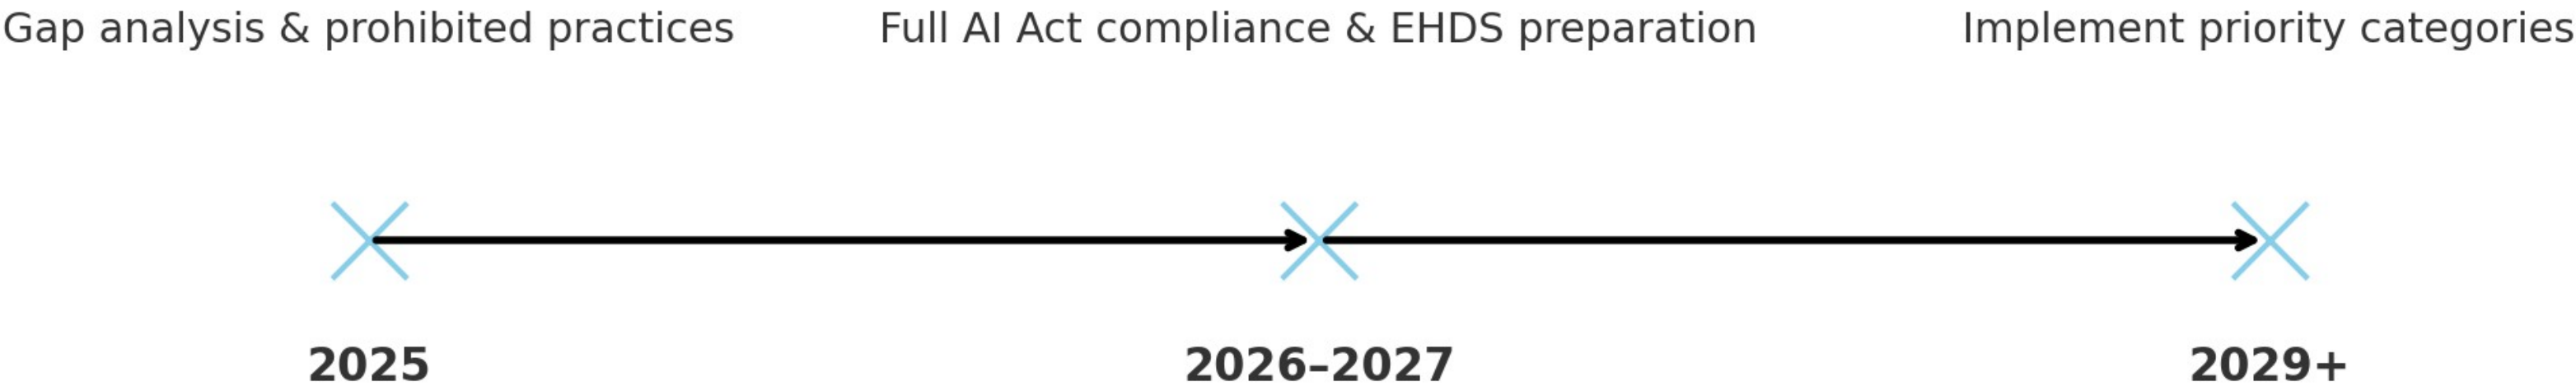 Gap analysis & prohibited practices
Full AI Act compliance & EHDS preparation
Implement priority categories
2025
2026–2027
2029+